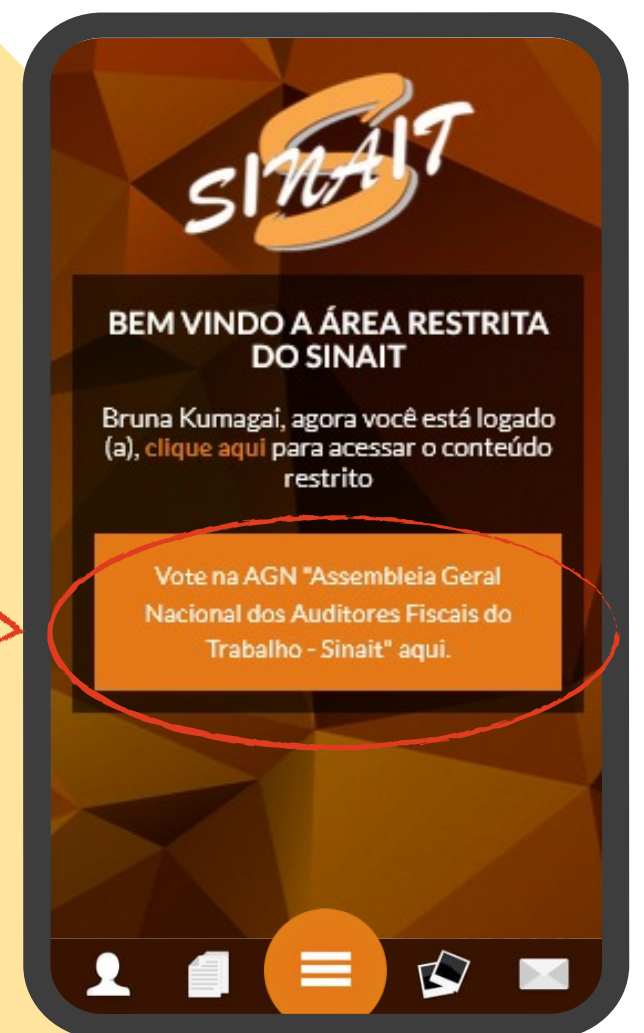 SINAIT
BEM VINDO A ÁREA RESTRITA
DO SINAIT
Bruna Kumagai, agora você está logado
(a), clique aqui para acessar o conteúdo
restrito
Vote na AGN "Assembleia Geral
Nacional dos Auditores Fiscais do
Trabalho - Sinait" aqui.